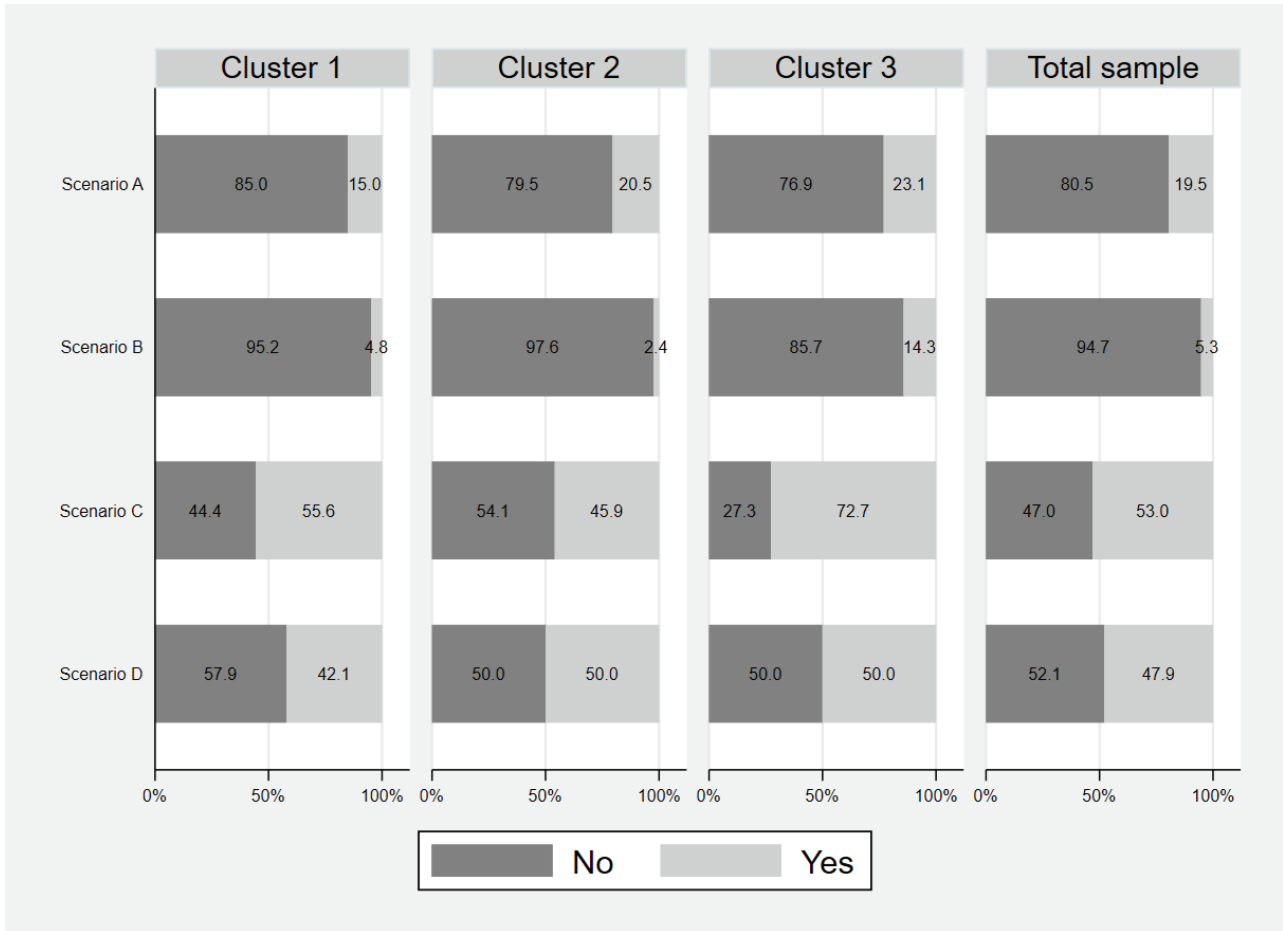 Cluster 1 Cluster 2 Cluster 3 Total sample
Scenario A 85.0 15.0 79.5 20.5 76.9 23.1 80.5 19.5
Scenario B 95.2 4.8 97.6 2.4 85.7 14.3 94.7 5.3
Scenario C 44.4 55.6 54.1 45.9 27.3 72.7 47.0 53.0
Scenario D 57.9 42.1 50.0 50.0 50.0 50.0 52.1 47.9
0% 50% 100% 0% 50% 100% 0% 50% 100% 0% 50% 100%
No Yes